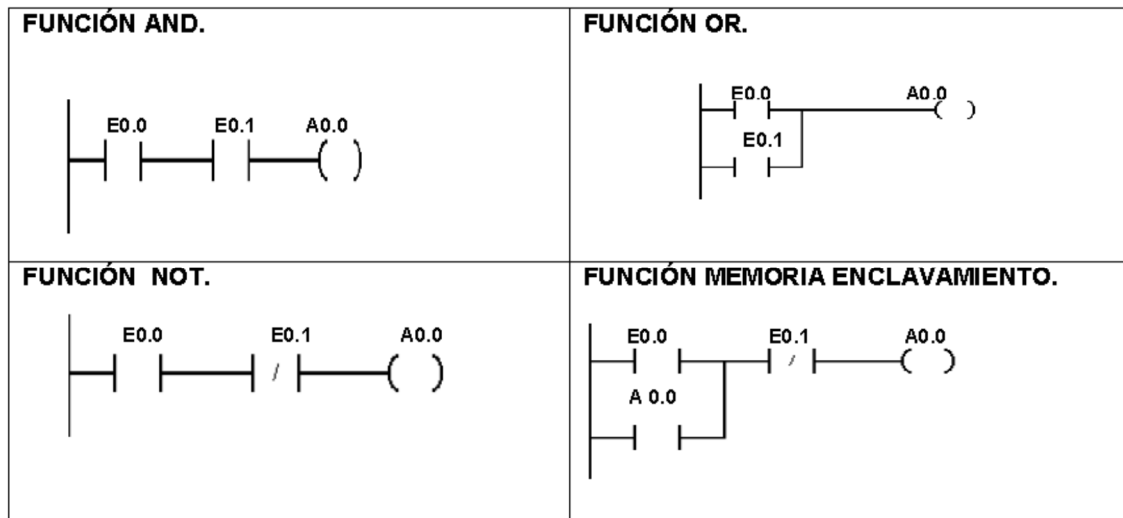 FUNCIÓN AND.
E0.0 E0.1 A0.0
FUNCIÓN OR.
E0.0 A0.0
E0.1
FUNCIÓN NOT.
E0.0 E0.1 A0.0
FUNCIÓN MEMORIA ENCLAVAMIENTO.
E0.0 E0.1 A0.0
A 0.0